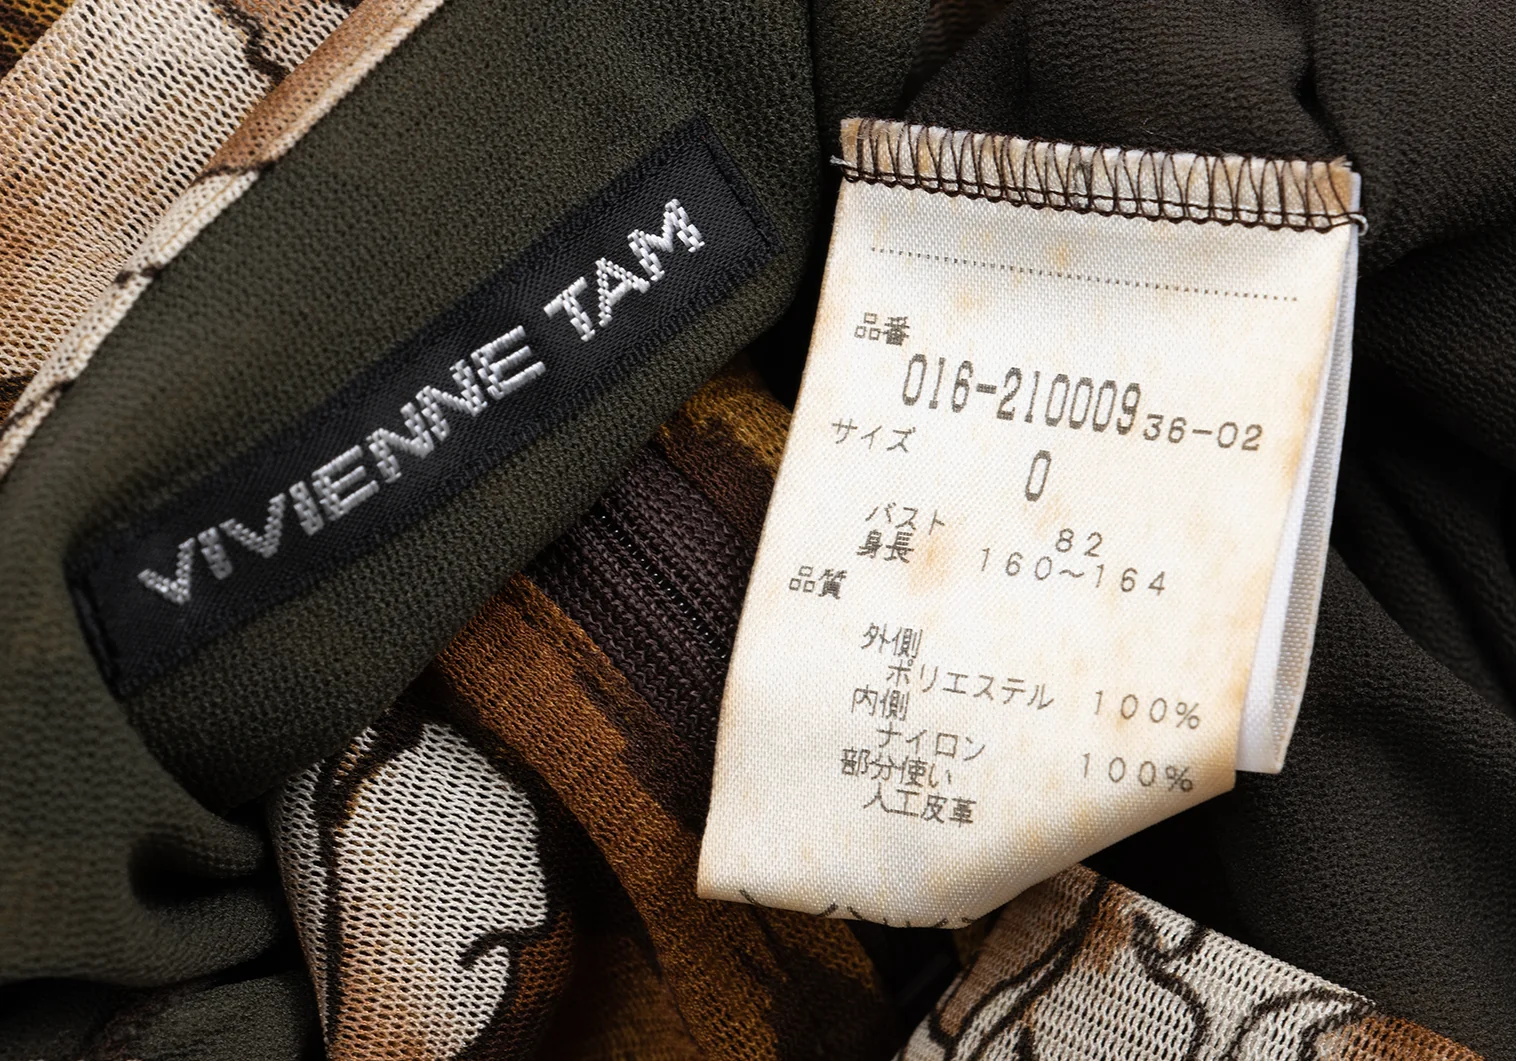 VIVIENNE TAM
品番
016-210009 36-02
サイズ
0
バスト 82
身長 160~164
品質
外側
ポリエステル 100%
内側
ナイロン 100%
部分使い
人工皮革